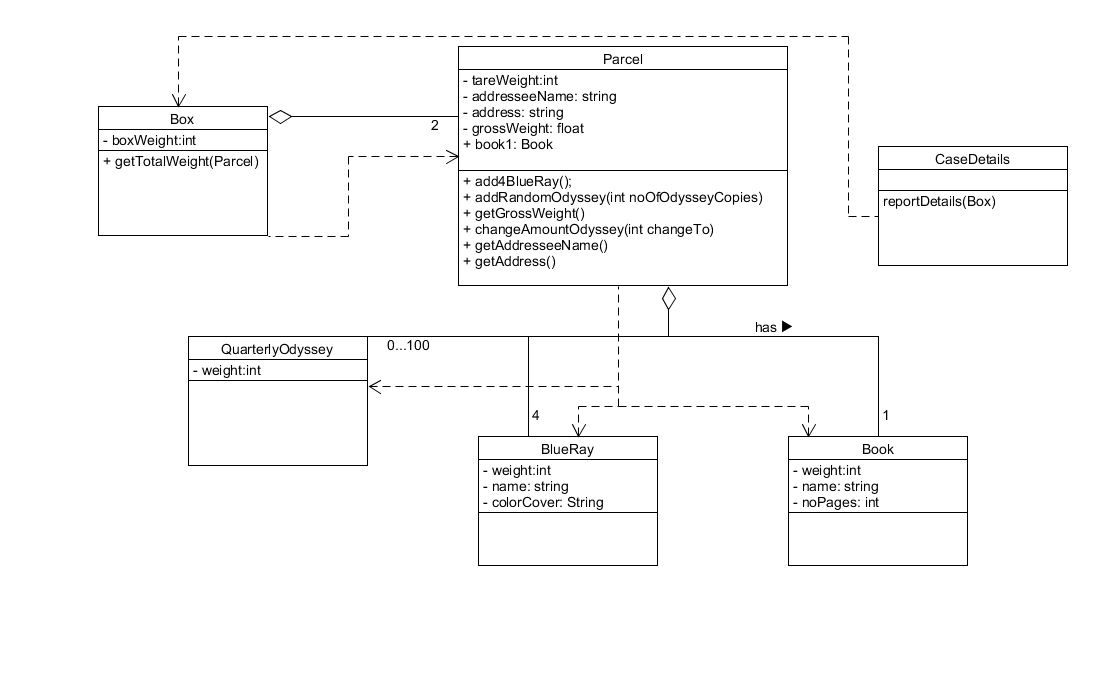 Parcel
- tareWeight:int
- addresseeName: string
- address: string
- grossWeight: float
+ book1: Book
+ add4BlueRay();
+ addRandomOdyssey(int noOfOdysseyCopies)
+ getGrossWeight()
+ changeAmountOdyssey(int changeTo)
+ getAddresseeName()
+ getAddress()
Box
- boxWeight:int
+ getTotalWeight(Parcel)
2
CaseDetails
reportDetails(Box)
has ▶
0...100
QuarterlyOdyssey
- weight:int
4
1
BlueRay
- weight:int
- name: string
- colorCover: String
Book
- weight:int
- name: string
- noPages: int